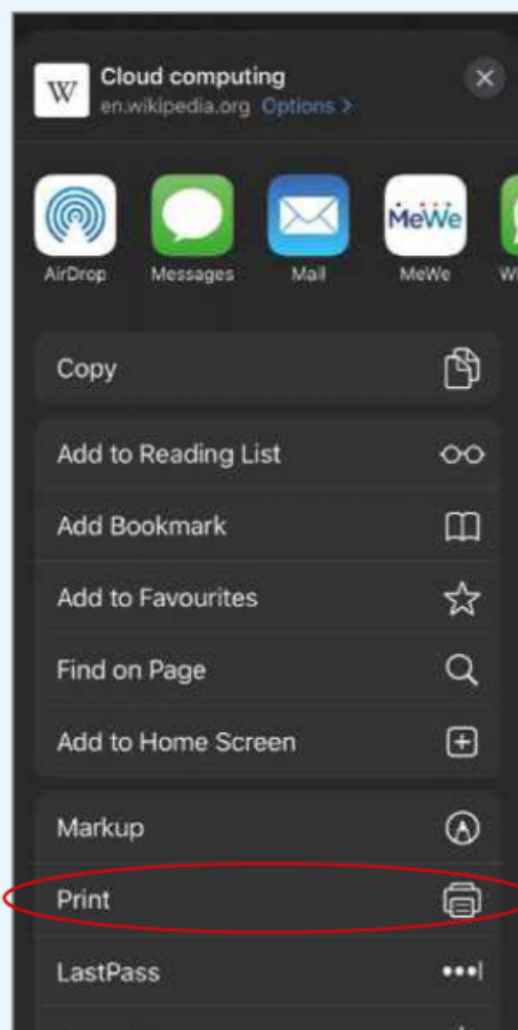 W Cloud computing
en.wikipedia.org Options >
MeWe
AirDrop Messages Mail MeWe
Copy
Add to Reading List
Add Bookmark
Add to Favourites
Find on Page
Add to Home Screen
Markup
Print
LastPass